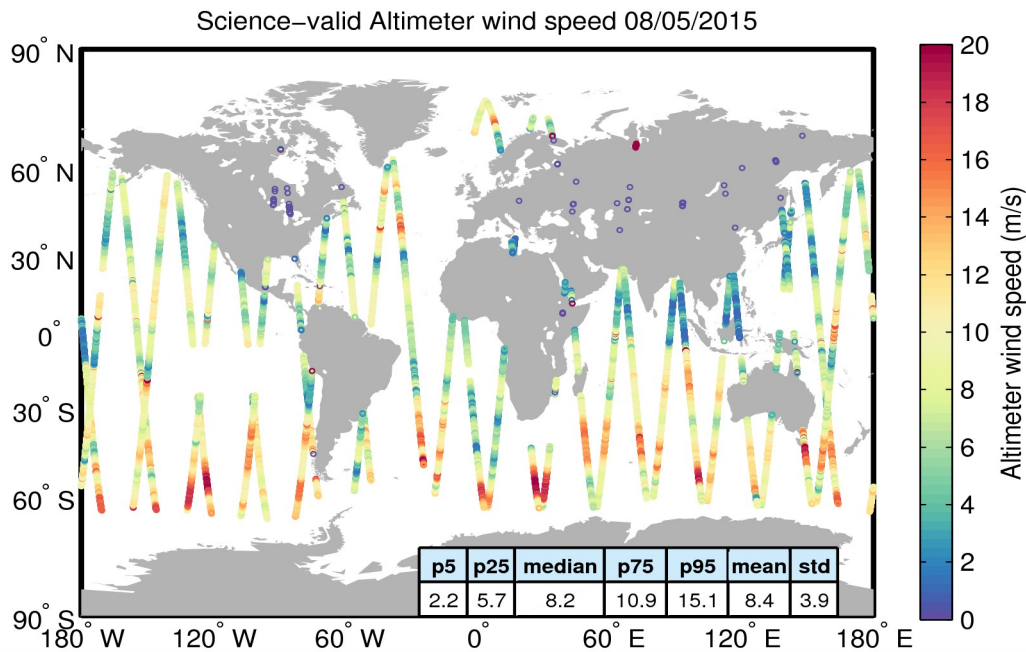 Science−valid Altimeter wind speed 08/05/2015
90° N
60° N
30° N
0°
30° S
60° S
90° S
180° W
120° W
60° W
0°
60° E
120° E
180° E
p5 p25 median p75 p95 mean std
2.2 5.7 8.2 10.9 15.1 8.4 3.9
20
18
16
14
12
10
8
6
4
2
0
Altimeter wind speed (m/s)